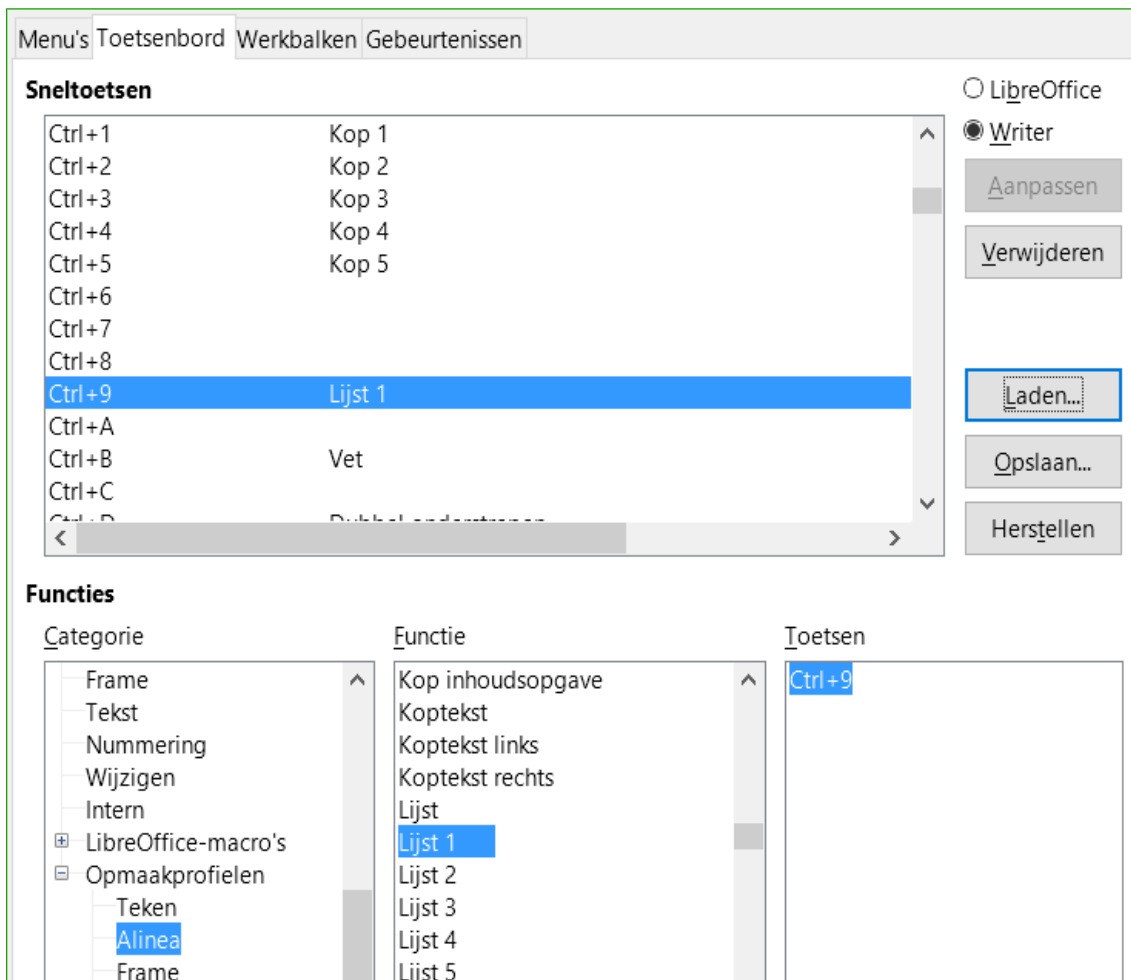 Menu's Toetsenbord Werkbalken Gebeurtenissen
Sneltoetsen
LibreOffice
Writer
Aanpassen
Verwijderen
Laden...
Opslaan...
Herstellen
Ctrl+1 Kop 1
Ctrl+2 Kop 2
Ctrl+3 Kop 3
Ctrl+4 Kop 4
Ctrl+5 Kop 5
Ctrl+6
Ctrl+7
Ctrl+8
Ctrl+9 Lijst 1
Ctrl+A
Ctrl+B Vet
Ctrl+C
Ctrl+D Dubbel onderstrepen
Functies
Categorie
Frame
Tekst
Nummering
Wijzigen
Intern
LibreOffice-macro's
Opmaakprofielen
Teken
Alinea
Frame
Functie
Kop inhoudsopgave
Koptekst
Koptekst links
Koptekst rechts
Lijst
Lijst 1
Lijst 2
Lijst 3
Lijst 4
Lijst 5
Toetsen
Ctrl+9